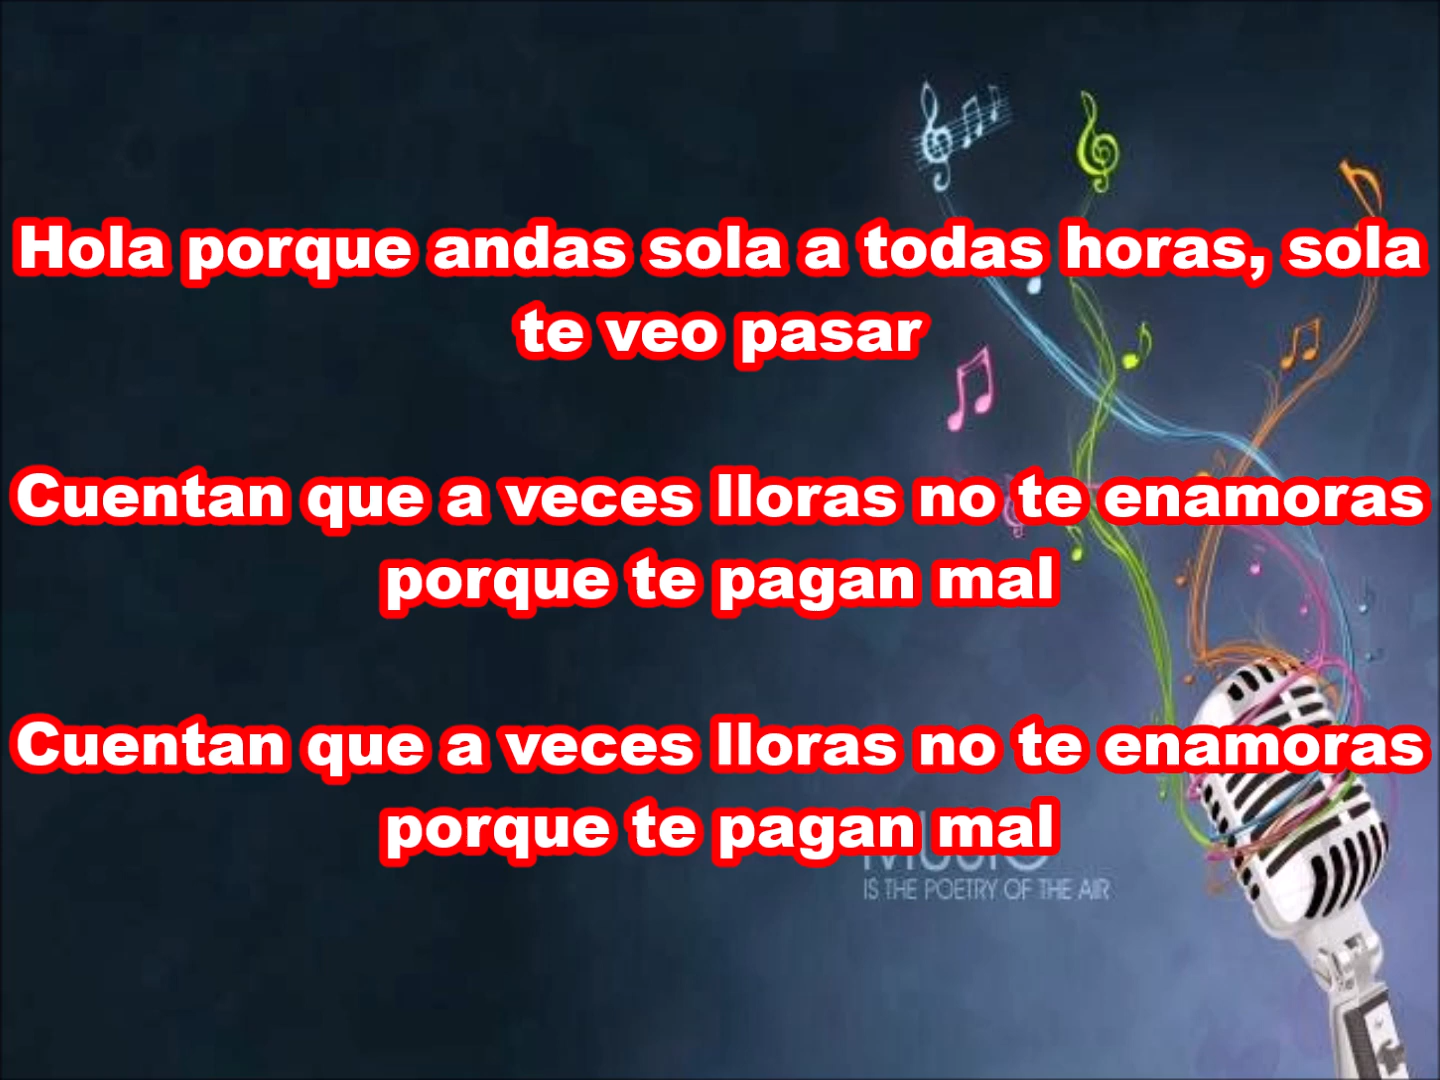 Hola porque andas sola a todas horas, sola
te veo pasar
Cuentan que a veces lloras no te enamoras
porque te pagan mal
Cuentan que a veces lloras no te enamoras
porque te pagan mal
IS THE POETRY OF THE AIR